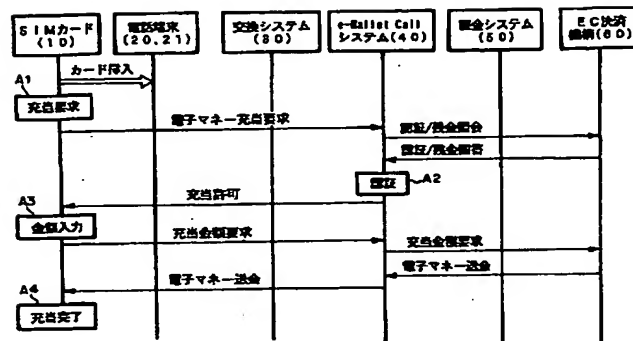 SIMカード
(10)
電話端末
(20,21)
交換システム
(30)
e-Wallet Call
システム(40)
課金システム
(50)
EC決済
機構(60)
カード挿入
A1
充当要求
電子マネー充当要求
認証/残金照会
認証/残金回答
認証
A2
充当許可
A3
金額入力
充当金額要求
充当金額要求
電子マネー送金
電子マネー送金
A4
充当完了